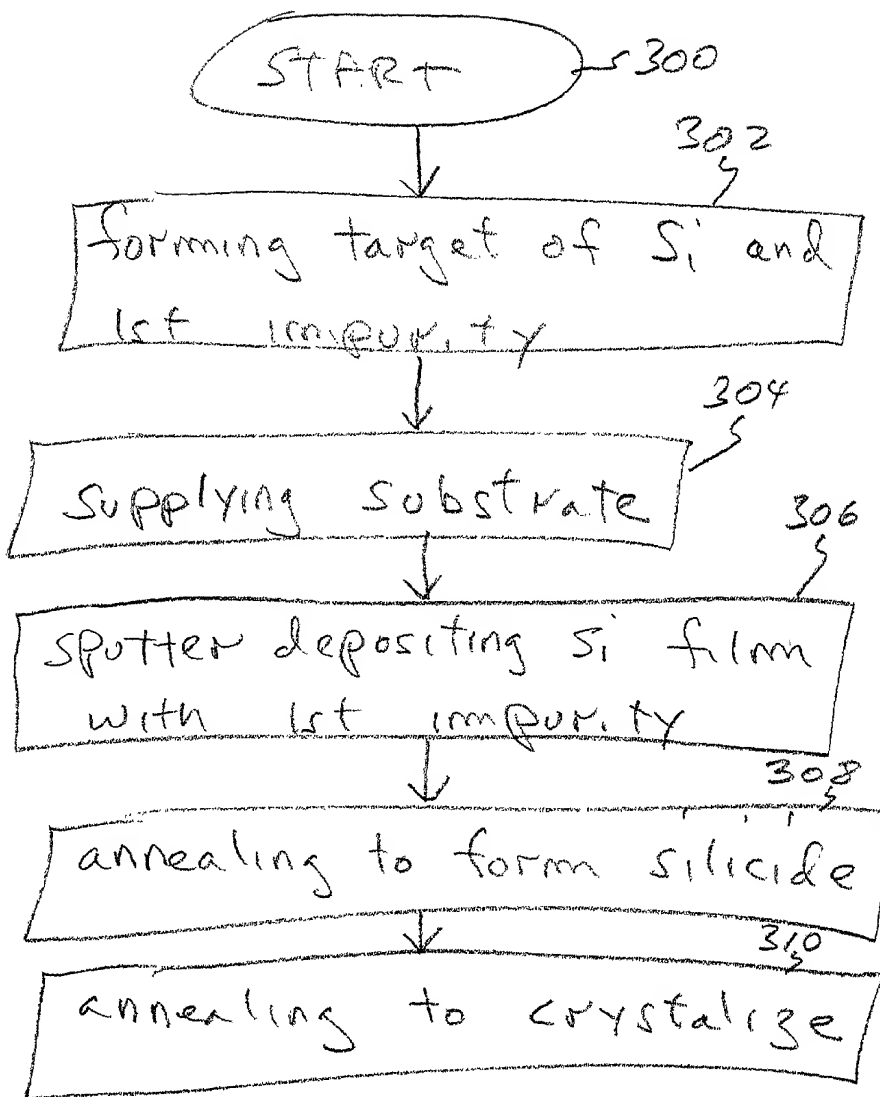 START
300
302
forming target of Si and
1st impurity
304
supplying substrate
306
sputter depositing Si film
with 1st impurity
308
annealing to form silicide
310
annealing to crystalize